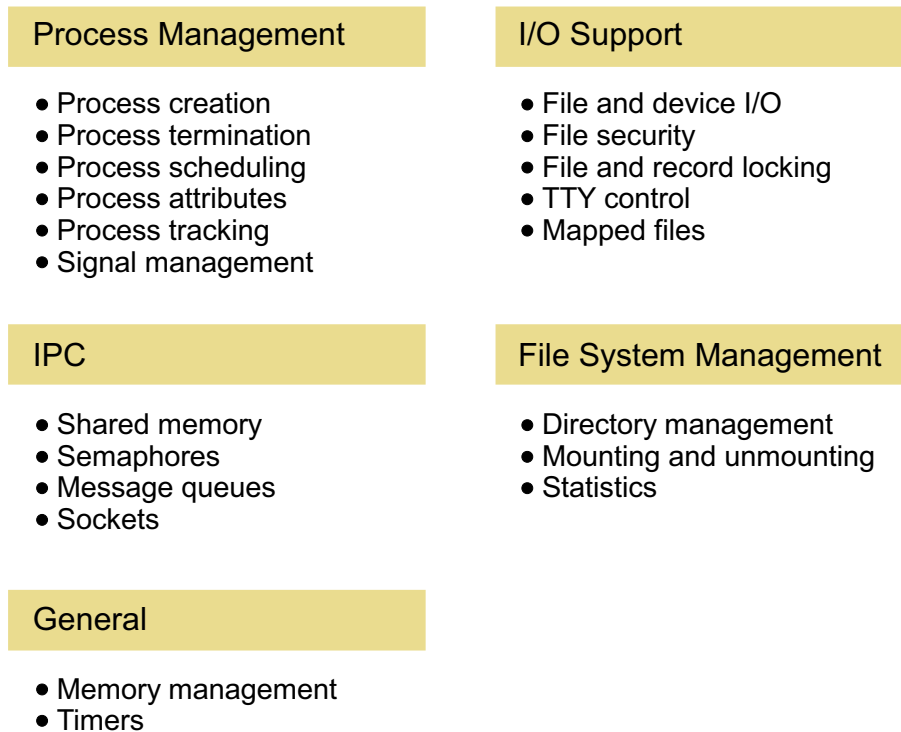 Process Management
• Process creation
• Process termination
• Process scheduling
• Process attributes
• Process tracking
• Signal management
I/O Support
• File and device I/O
• File security
• File and record locking
• TTY control
• Mapped files
IPC
• Shared memory
• Semaphores
• Message queues
• Sockets
File System Management
• Directory management
• Mounting and unmounting
• Statistics
General
• Memory management
• Timers